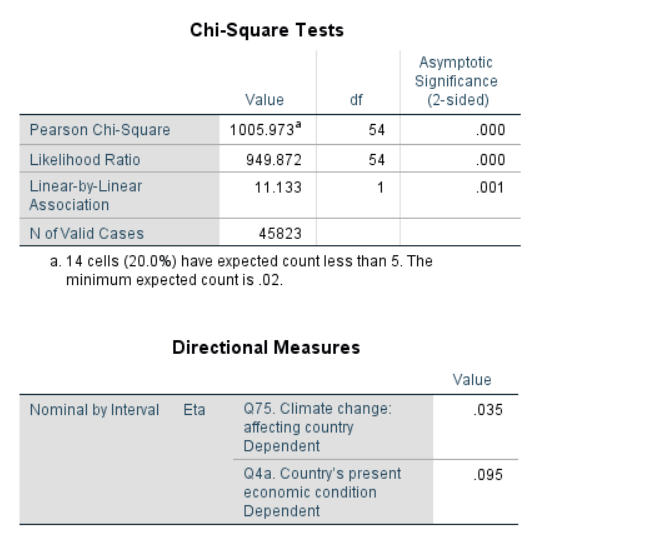 Chi-Square Tests
Value df Asymptotic Significance (2-sided)
Pearson Chi-Square 1005.973a 54 .000
Likelihood Ratio 949.872 54 .000
Linear-by-Linear Association 11.133 1 .001
N of Valid Cases 45823
a. 14 cells (20.0%) have expected count less than 5. The
minimum expected count is .02.
Directional Measures
Value
Nominal by Interval Eta Q75. Climate change: affecting country Dependent .035
Q4a. Country's present economic condition Dependent .095